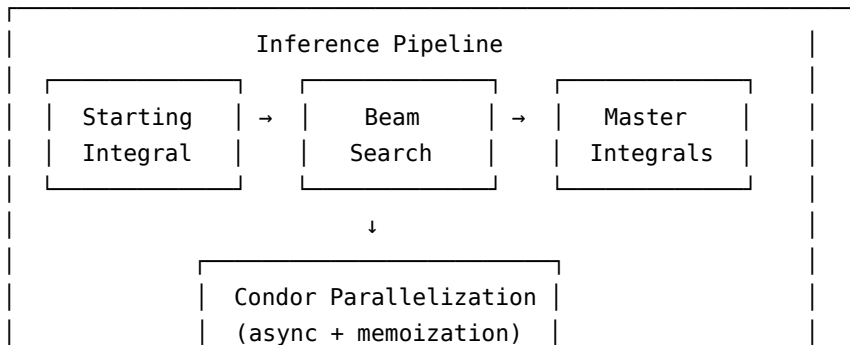 Inference Pipeline
Starting → Beam → Master
Integral Search Integrals
↓
Condor Parallelization
(async + memoization)